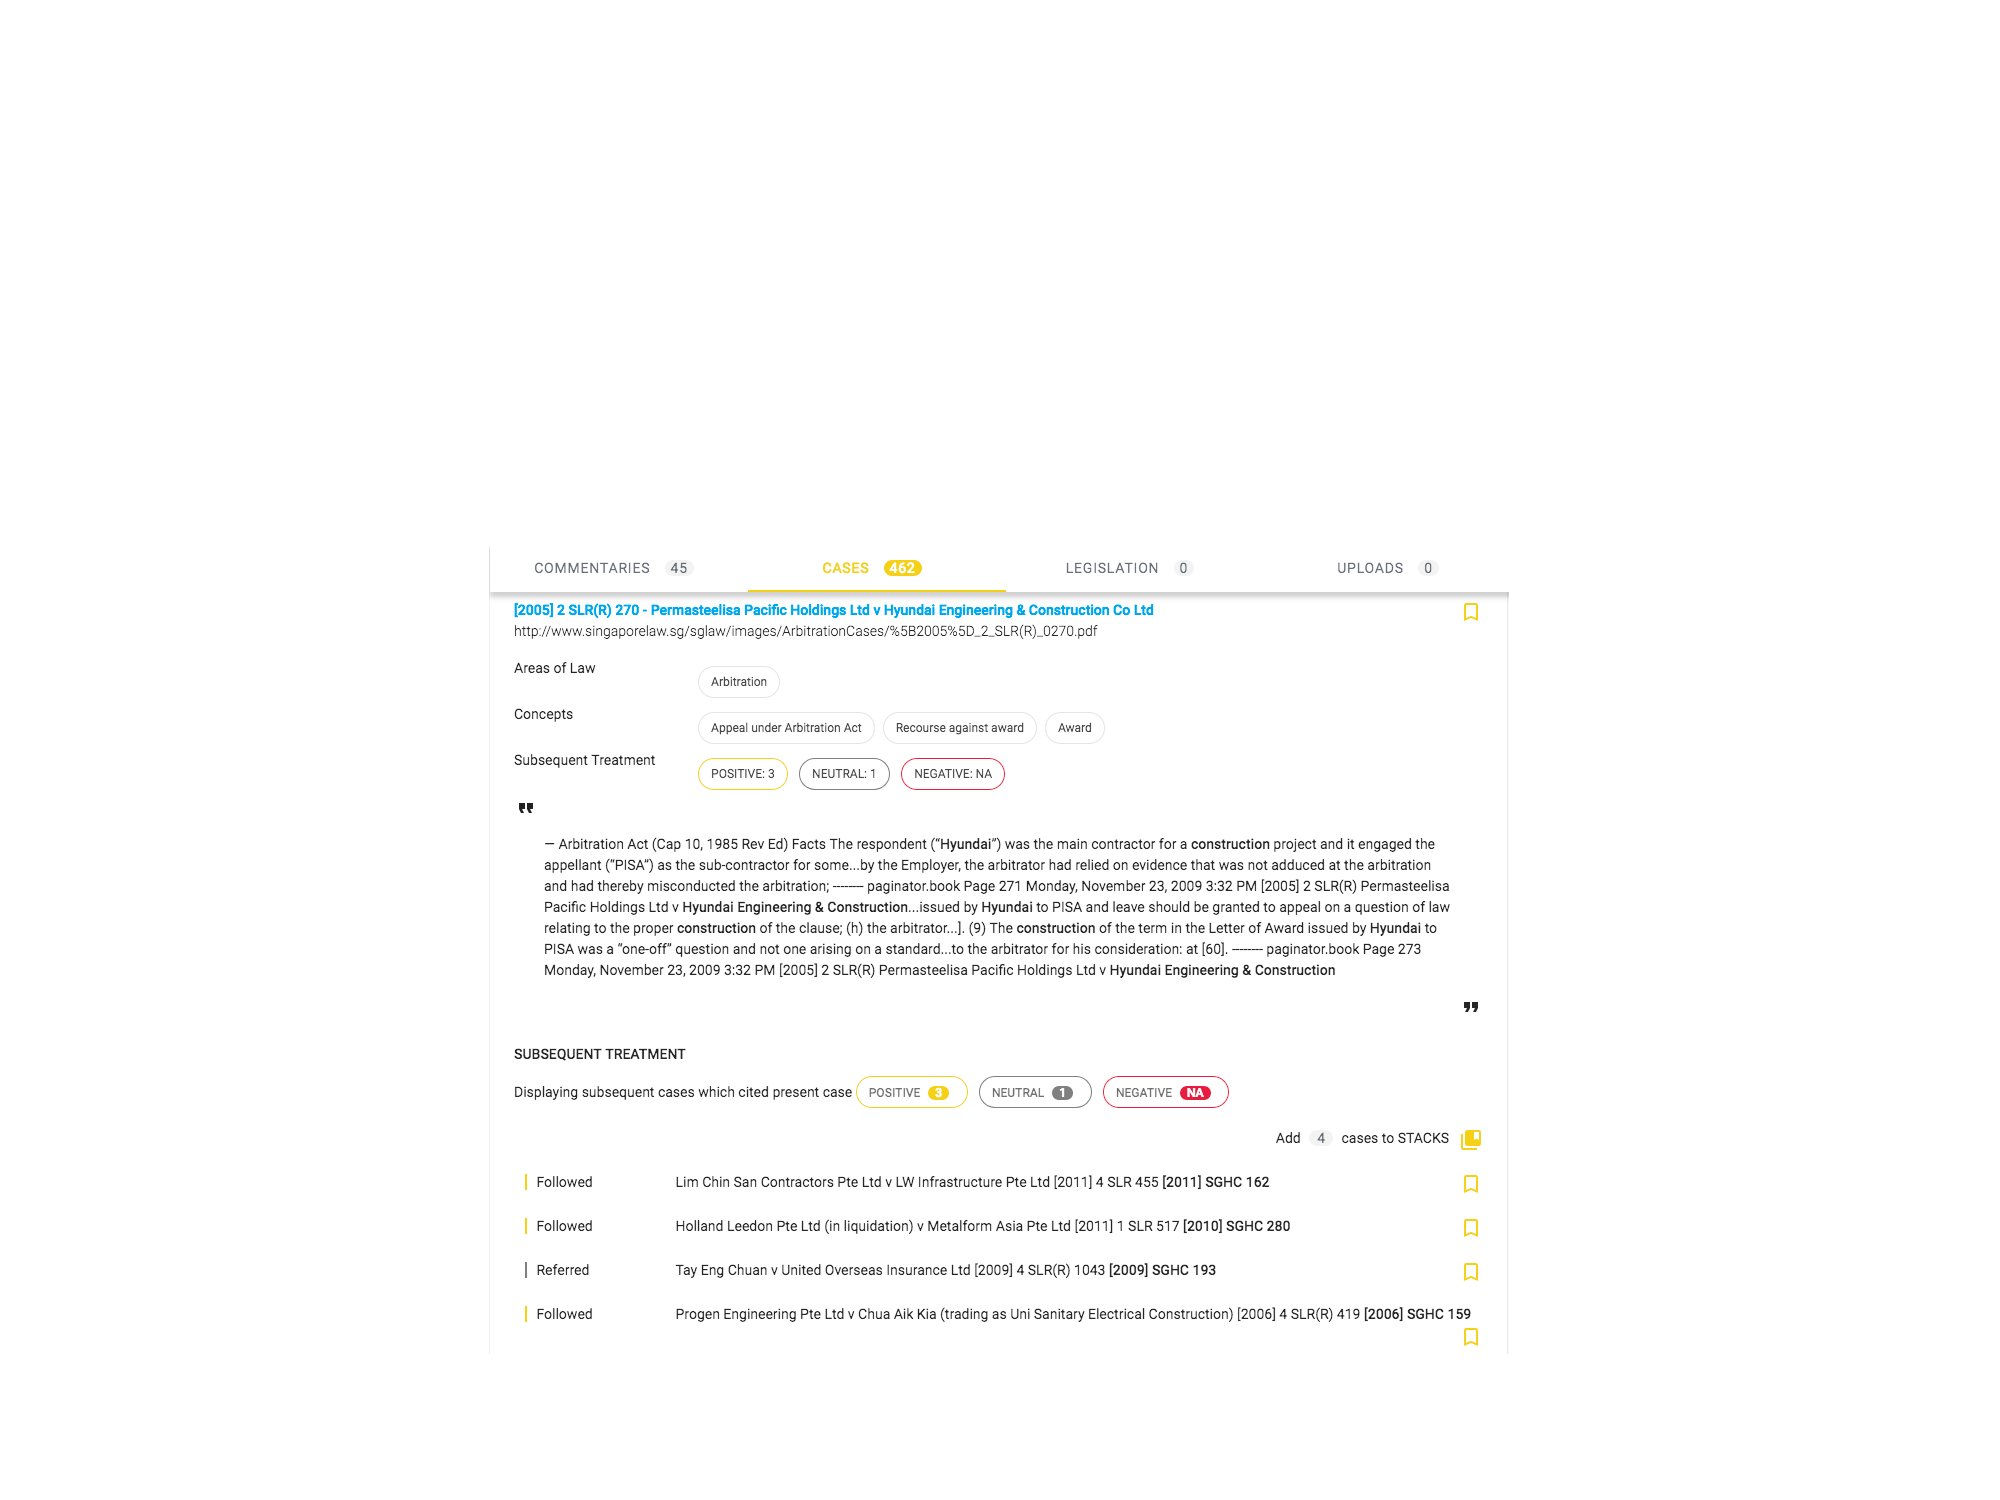 COMMENTARIES 45 CASES 462 LEGISLATION 0 UPLOADS 0
[2005] 2 SLR(R) 270 - Permasteelisa Pacific Holdings Ltd v Hyundai Engineering & Construction Co Ltd
http://www.singaporelaw.sg/sglaw/images/ArbitrationCases/%5B2005%5D_2_SLR(R)_0270.pdf
Areas of Law
Arbitration
Concepts
Appeal under Arbitration Act Recourse against award Award
Subsequent Treatment
POSITIVE: 3 NEUTRAL: 1 NEGATIVE: NA
"
— Arbitration Act (Cap 10, 1985 Rev Ed) Facts The respondent (“Hyundai”) was the main contractor for a construction project and it engaged the
appellant (“PISA”) as the sub-contractor for some...by the Employer, the arbitrator had relied on evidence that was not adduced at the arbitration
and had thereby misconducted the arbitration; -------- paginator.book Page 271 Monday, November 23, 2009 3:32 PM [2005] 2 SLR(R) Permasteelisa
Pacific Holdings Ltd v Hyundai Engineering & Construction...issued by Hyundai to PISA and leave should be granted to appeal on a question of law
relating to the proper construction of the clause; (h) the arbitrator...]. (9) The construction of the term in the Letter of Award issued by Hyundai to
PISA was a “one-off” question and not one arising on a standard...to the arbitrator for his consideration: at [60]. -------- paginator.book Page 273
Monday, November 23, 2009 3:32 PM [2005] 2 SLR(R) Permasteelisa Pacific Holdings Ltd v Hyundai Engineering & Construction
"
SUBSEQUENT TREATMENT
Displaying subsequent cases which cited present case POSITIVE 3 NEUTRAL 1 NEGATIVE NA
Add 4 cases to STACKS
Followed Lim Chin San Contractors Pte Ltd v LW Infrastructure Pte Ltd [2011] 4 SLR 455 [2011] SGHC 162
Followed Holland Leedon Pte Ltd (in liquidation) v Metalform Asia Pte Ltd [2011] 1 SLR 517 [2010] SGHC 280
Referred Tay Eng Chuan v United Overseas Insurance Ltd [2009] 4 SLR(R) 1043 [2009] SGHC 193
Followed Progen Engineering Pte Ltd v Chua Aik Kia (trading as Uni Sanitary Electrical Construction) [2006] 4 SLR(R) 419 [2006] SGHC 159